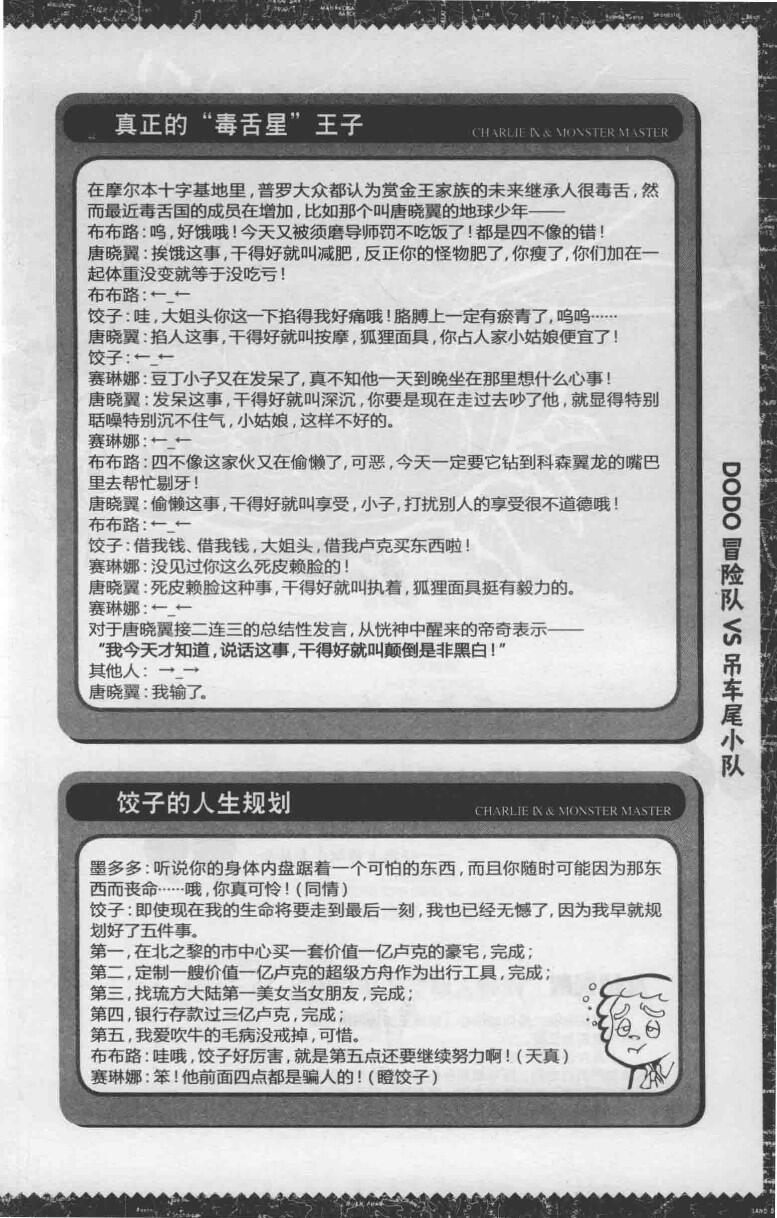 真正的“毒舌星”王子
CHARLIE IX & MONSTER MASTER
在摩尔本十字基地里，普罗大众都认为赏金王家族的未来继承人很毒舌，然
而最近毒舌国的成员在增加，比如那个叫唐晓翼的地球少年——
布布路：呜，好饿哦！今天又被须磨导师罚不吃饭了！都是四不像的错！
唐晓翼：挨饿这事，干得好就叫减肥，反正你的怪物肥了，你瘦了，你们加在一
起体重没变就等于没吃亏！
布布路：←_←
饺子：哇，大姐头你这一下掐得我好痛哦！胳膊上一定有瘀青了，呜呜……
唐晓翼：掐人这事，干得好就叫按摩，狐狸面具，你占人家小姑娘便宜了！
饺子：←_←
赛琳娜：豆丁小子又在发呆了，真不知他一天到晚坐在那里想什么心事！
唐晓翼：发呆这事，干得好就叫深沉，你要是现在走过去吵了他，就显得特别
聒噪特别沉不住气，小姑娘，这样不好的。
赛琳娜：←_←
布布路：四不像这家伙又在偷懒了，可恶，今天一定要它钻到科森翼龙的嘴巴
里去帮忙剔牙！
唐晓翼：偷懒这事，干得好就叫享受，小子，打扰别人的享受很不道德哦！
布布路：←_←
饺子：借我钱、借我钱，大姐头，借我卢克买东西啦！
赛琳娜：没见过你这么死皮赖脸的！
唐晓翼：死皮赖脸这种事，干得好就叫执着，狐狸面具挺有毅力的。
赛琳娜：←_←
对于唐晓翼接二连三的总结性发言，从恍神中醒来的帝奇表示——
“我今天才知道，说话这事，干得好就叫颠倒是非黑白！”
其他人：→_→
唐晓翼：我输了。
DODO冒险队VS吊车尾小队
饺子的人生规划
CHARLIE IX & MONSTER MASTER
墨多多：听说你的身体内盘踞着一个可怕的东西，而且你随时可能因为那东
西而丧命……哦，你真可怜！（同情）
饺子：即使现在我的生命将要走到最后一刻，我也已经无憾了，因为我早就规
划好了五件事。
第一，在北之黎的市中心买一套价值一亿卢克的豪宅，完成；
第二，定制一艘价值一亿卢克的超级方舟作为出行工具，完成；
第三，找琉方大陆第一美女当女朋友，完成；
第四，银行存款过三亿卢克，完成；
第五，我爱吹牛的毛病没戒掉，可惜。
布布路：哇哦，饺子好厉害，就是第五点还要继续努力啊！（天真）
赛琳娜：笨！他前面四点都是骗人的！（瞪饺子）